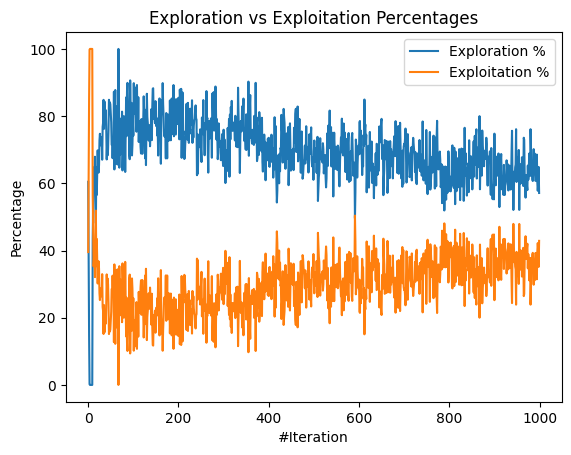 Exploration vs Exploitation Percentages
Exploration %
Exploitation %
100
80
60
40
20
0
Percentage
0 200 400 600 800 1000
#Iteration